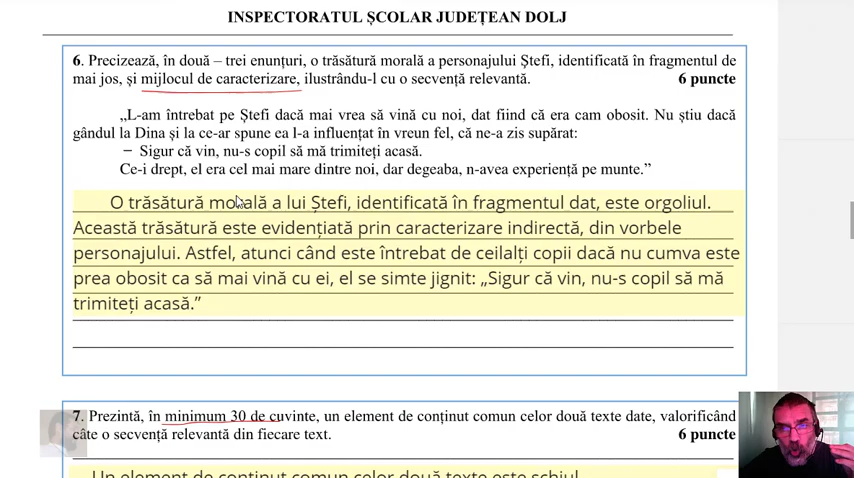 INSPECTORATUL ȘCOLAR JUDEȚEAN DOLJ
6. Precizează, în două – trei enunțuri, o trăsătură morală a personajului Ștefi, identificată în fragmentul de
mai jos, și mijlocul de caracterizare, ilustrându-l cu o secvență relevantă. 6 puncte
„L-am întrebat pe Ștefi dacă mai vrea să vină cu noi, dat fiind că era cam obosit. Nu știu dacă
gândul la Dina și la ce-ar spune ea l-a influențat în vreun fel, că ne-a zis supărat:
− Sigur că vin, nu-s copil să mă trimiteți acasă.
Ce-i drept, el era cel mai mare dintre noi, dar degeaba, n-avea experiență pe munte.”
O trăsătură morală a lui Ștefi, identificată în fragmentul dat, este orgoliul.
Această trăsătură este evidențiată prin caracterizare indirectă, din vorbele
personajului. Astfel, atunci când este întrebat de ceilalți copii dacă nu cumva este
prea obosit ca să mai vină cu ei, el se simte jignit: „Sigur că vin, nu-s copil să mă
trimiteți acasă.”
7. Prezintă, în minimum 30 de cuvinte, un element de conținut comun celor două texte date, valorificând
câte o secvență relevantă din fiecare text. 6 puncte
Un element de conținut comun celor două texte este schiul.